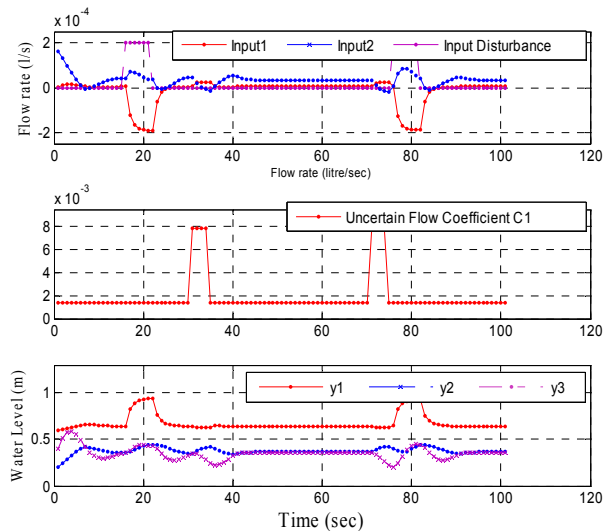 x 10 -4
Input1 Input2 Input Disturbance
2
0
-2
Flow rate (l/s)
0 20 40 60 80 100 120
Flow rate (litre/sec)
x 10 -3
Uncertain Flow Coefficient C1
8
6
4
2
0
0 20 40 60 80 100 120
y1 y2 y3
1
0.5
0
Water Level (m)
0 20 40 60 80 100 120
Time (sec)